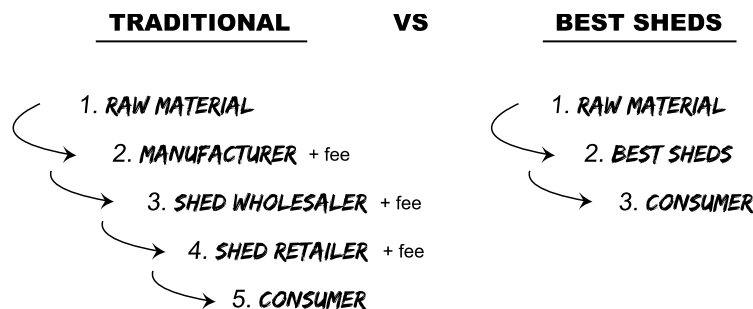 TRADITIONAL VS BEST SHEDS
1. RAW MATERIAL
2. MANUFACTURER + fee
3. SHED WHOLESALER + fee
4. SHED RETAILER + fee
5. CONSUMER
1. RAW MATERIAL
2. BEST SHEDS
3. CONSUMER